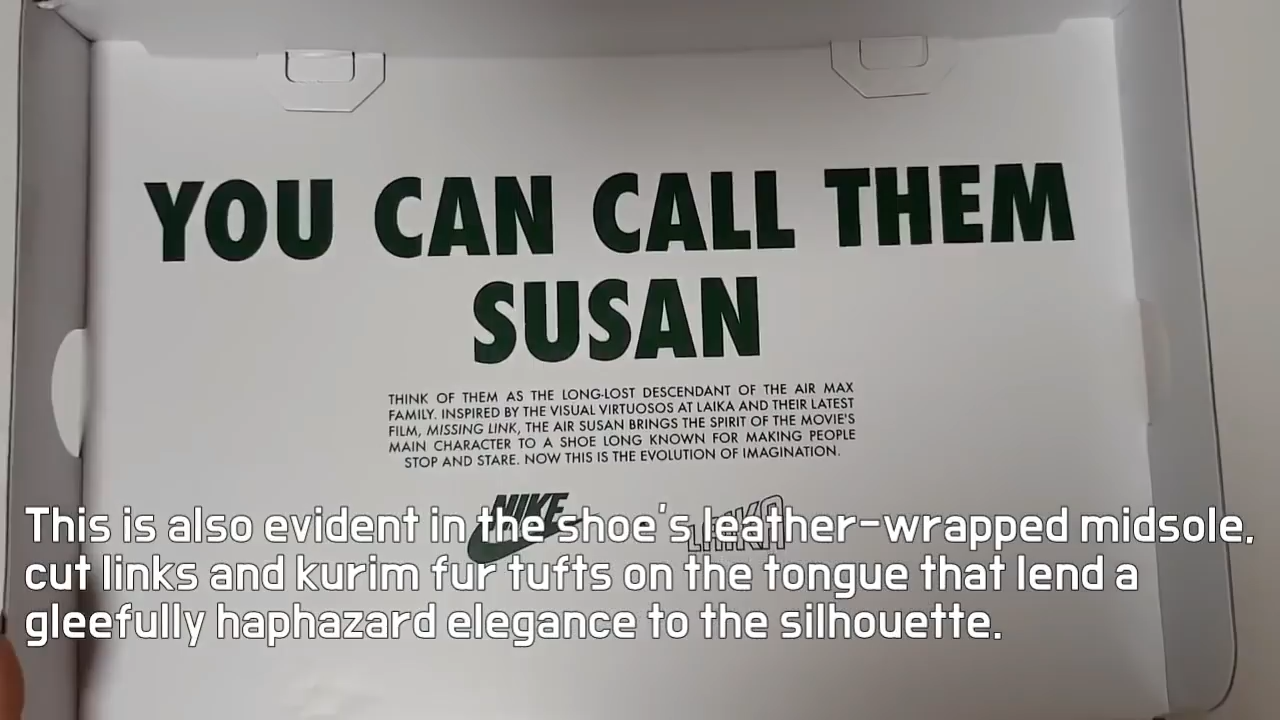 YOU CAN CALL THEM
SUSAN
THINK OF THEM AS THE LONG-LOST DESCENDANT OF THE AIR MAX
FAMILY. INSPIRED BY THE VISUAL VIRTUOSOS AT LAIKA AND THEIR LATEST
FILM, MISSING LINK, THE AIR SUSAN BRINGS THE SPIRIT OF THE MOVIE'S
MAIN CHARACTER TO A SHOE LONG KNOWN FOR MAKING PEOPLE
STOP AND STARE. NOW THIS IS THE EVOLUTION OF IMAGINATION.
NIKE LAIKA
This is also evident in the shoe's leather-wrapped midsole,
cut links and kurim fur tufts on the tongue that lend a
gleefully haphazard elegance to the silhouette.